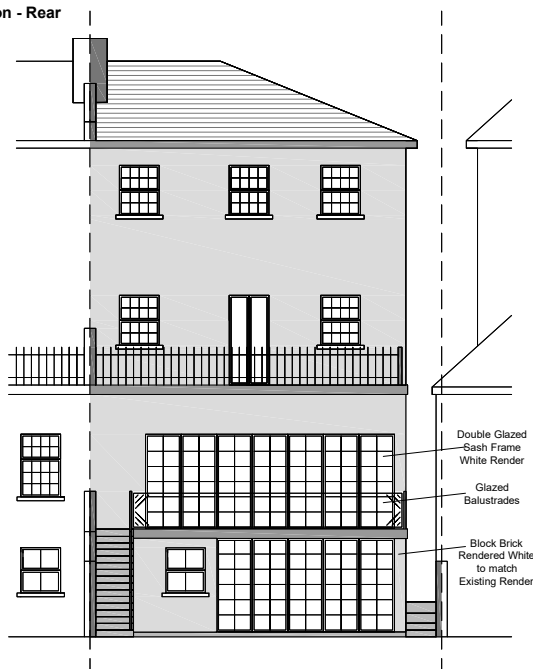 on - Rear
Double Glazed
Sash Frame
White Render
Glazed
Balustrades
Block Brick
Rendered White
to match
Existing Render